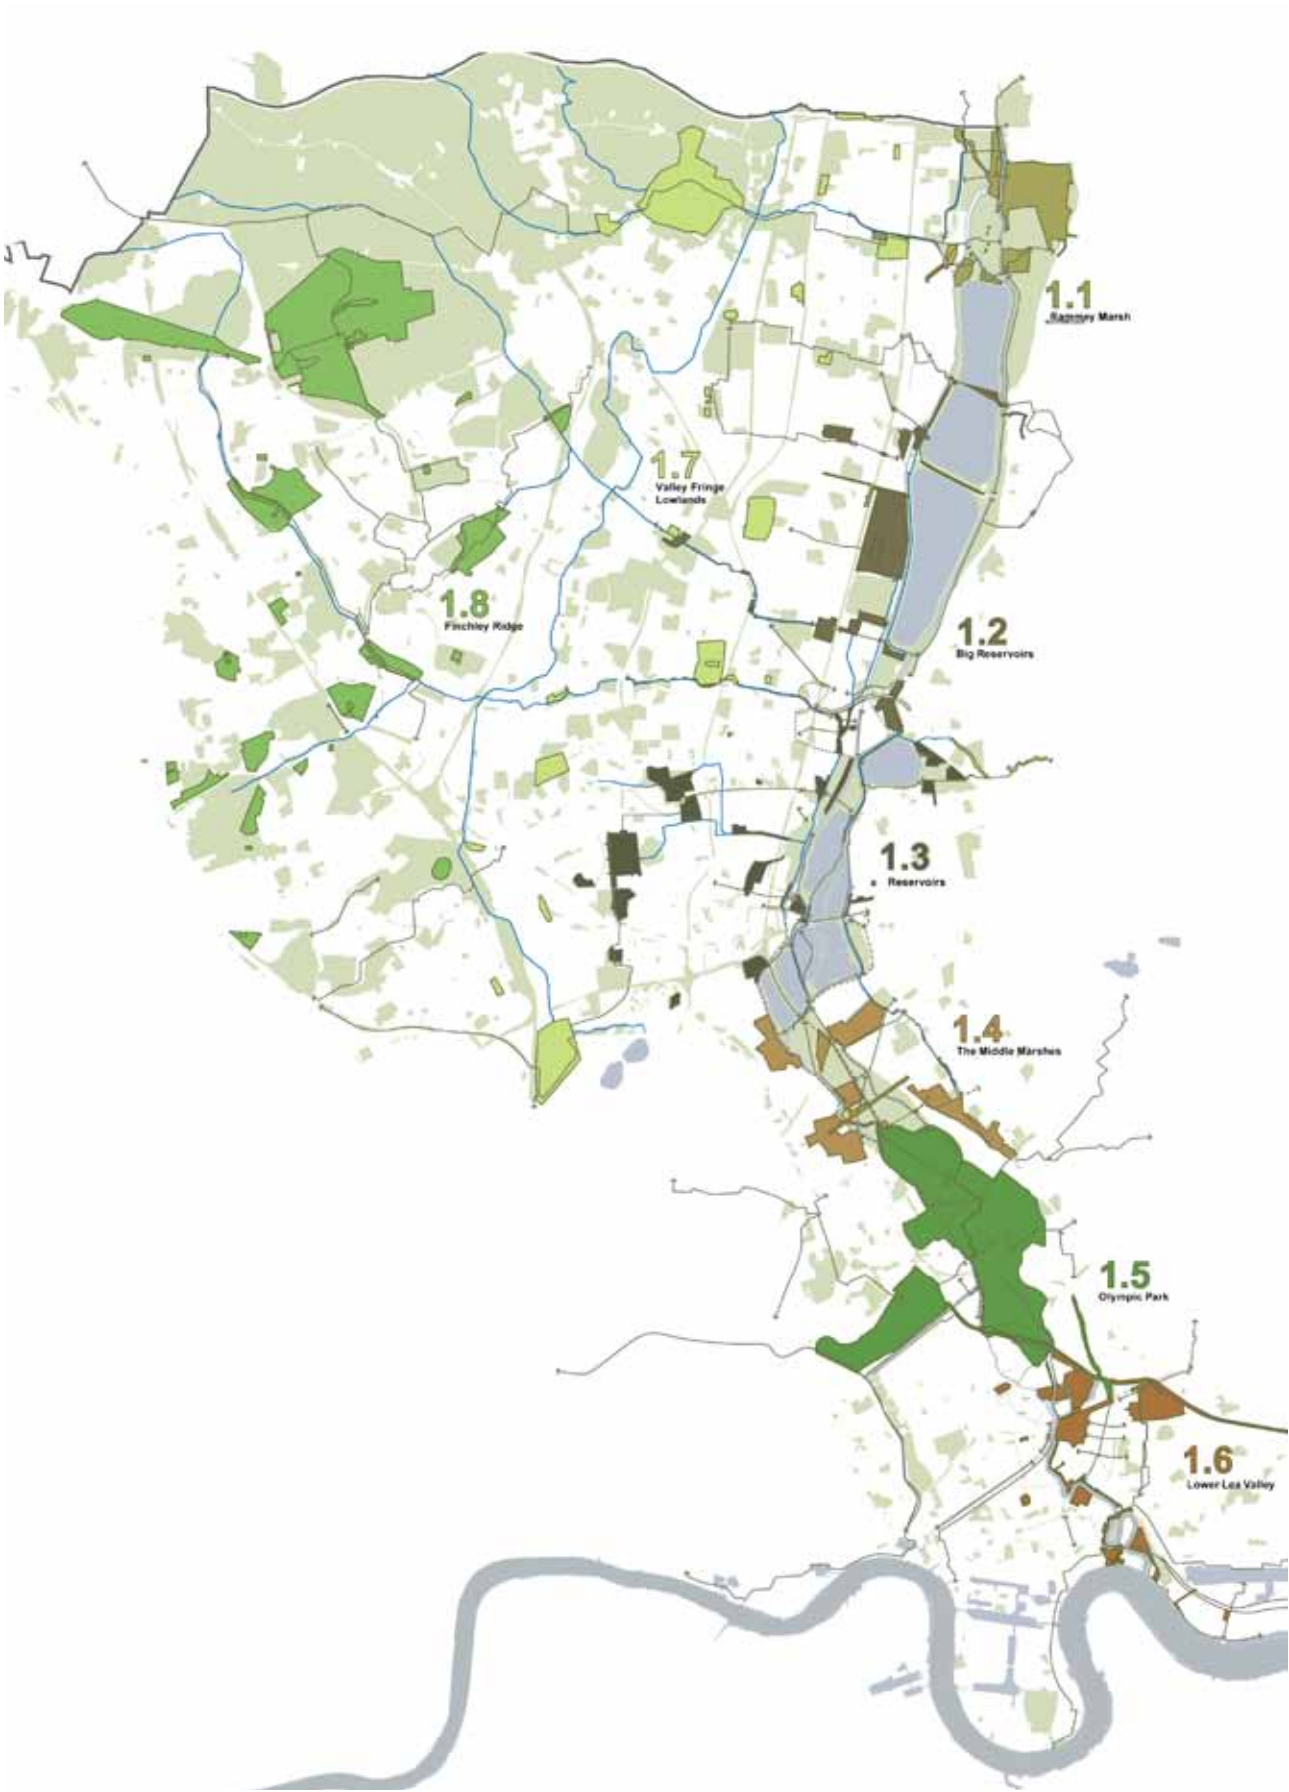 1.1
Rammey Marsh
1.7
Valley Fringe
Lowlands
1.8
Finchley Ridge
1.2
Big Reservoirs
1.3
Reservoirs
1.4
The Middle Marshes
1.5
Olympic Park
1.6
Lower Lea Valley